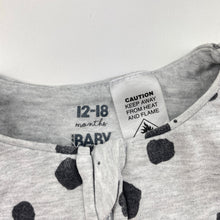 12-18
months
BABY
CAUTION
KEEP AWAY
FROM HEAT
AND FLAME